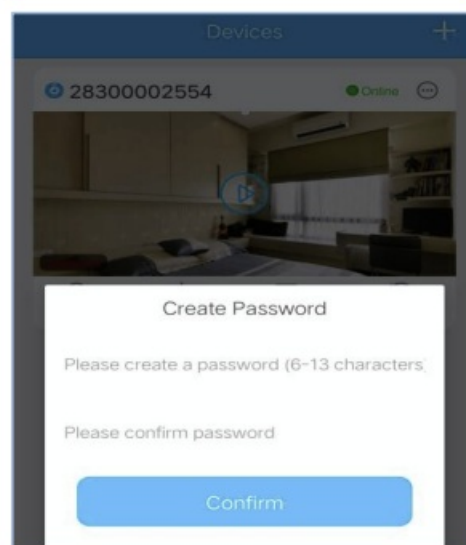 Devices
28300002554
Online
Create Password
Please create a password (6-13 characters
Please confirm password
Confirm